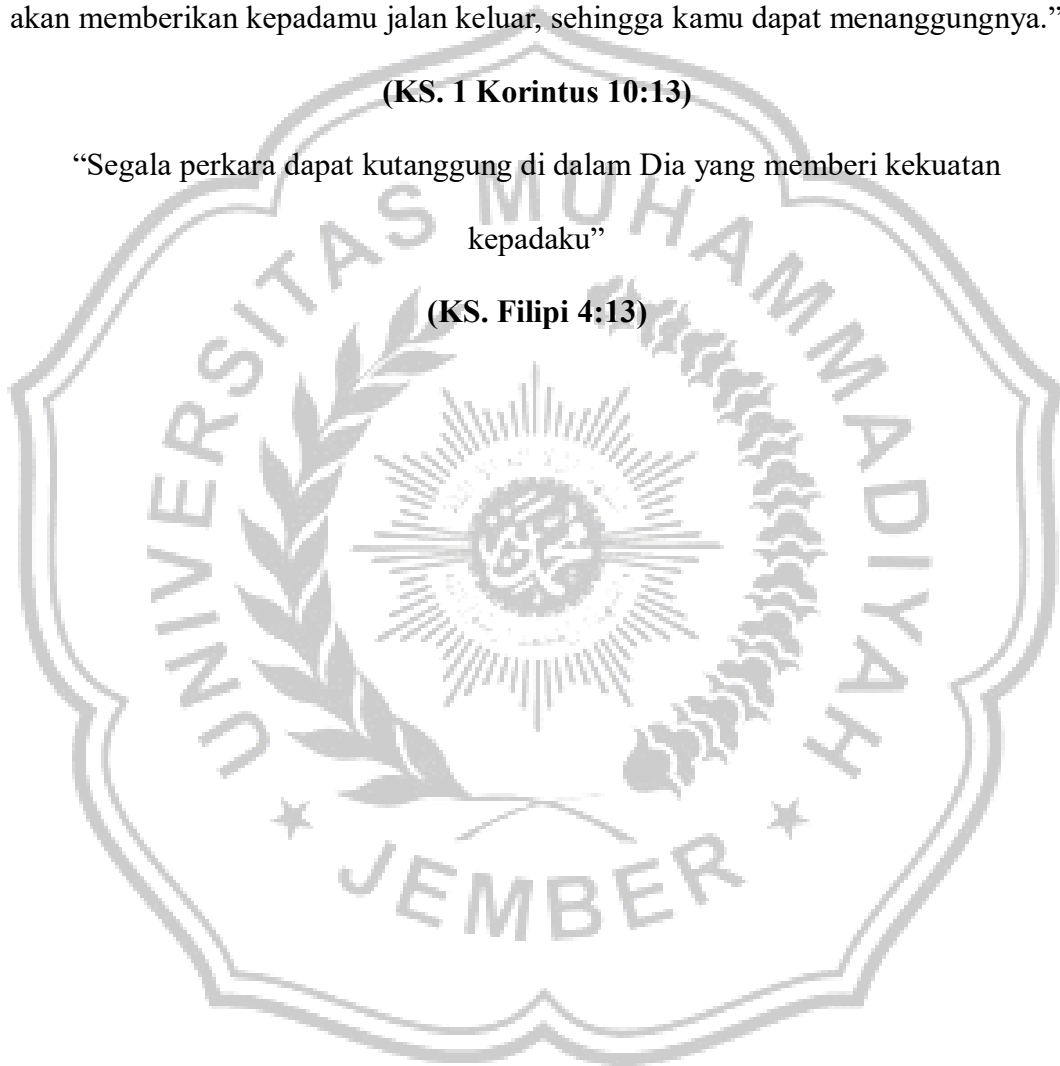 akan memberikan kepadamu jalan keluar, sehingga kamu dapat menanggungnya.”
(KS. 1 Korintus 10:13)
“Segala perkara dapat kutanggung di dalam Dia yang memberi kekuatan
kepadaku”
(KS. Filipi 4:13)
UNIVERSITAS MUHAMMADIYAH
JEMBER